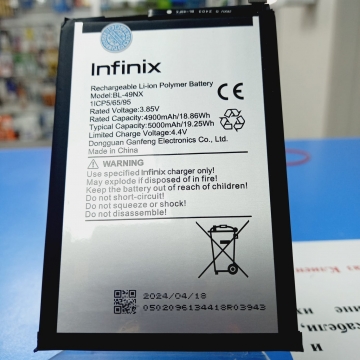 Infinix
Rechargeable Li-ion Polymer Battery
Model:BL-49NX
1ICP5/65/95
Rated Voltage:3.85V
Rated Capacity:4900mAh/18.86Wh
Typical Capacity:5000mAh/19.25Wh
Limited Charge Voltage:4.4V
Dongguan Ganfeng Electronics Co., Ltd.
Made in China
CE
WARNING
Use specified Infinix charger only!
May explode if disposed of in fire!
Keep the battery out of reach of children!
Do not short-circuit!
Do not squeeze or shock!
Do not disassemble!
2024/04/18
0502096134418R03943